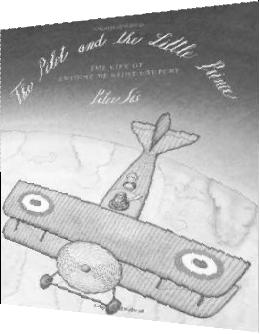 The Pilot and the Little Prince
THE LIFE OF
ANTOINE DE SAINT-EXUPÉRY
Peter Sís